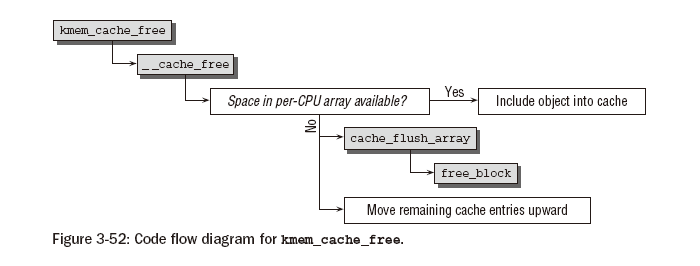 kmem_cache_free
__cache_free
Space in per-CPU array available?
Yes
Include object into cache
No
cache_flush_array
free_block
Move remaining cache entries upward
Figure 3-52: Code flow diagram for kmem_cache_free.